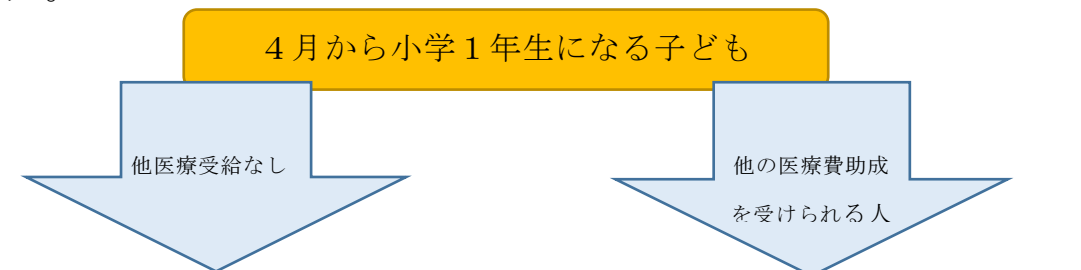 ４月から小学１年生になる子ども
他医療受給なし
他の医療費助成
を受けられる人